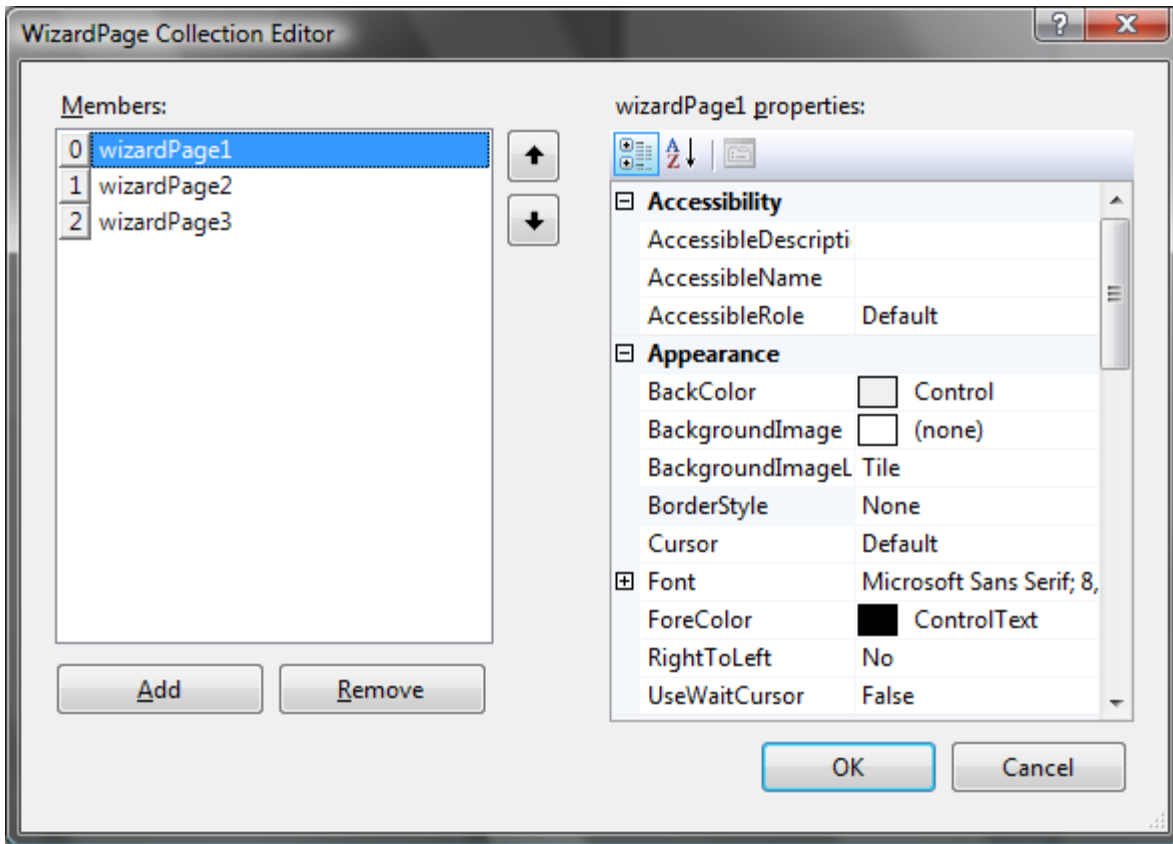 WizardPage Collection Editor
?
X
Members:
wizardPage1 properties:
0 wizardPage1
1 wizardPage2
2 wizardPage3
A
Z
Accessibility
AccessibleDescripti
AccessibleName
AccessibleRole Default
Appearance
BackColor Control
BackgroundImage (none)
BackgroundImageL Tile
BorderStyle None
Cursor Default
Font Microsoft Sans Serif; 8,
ForeColor ControlText
RightToLeft No
UseWaitCursor False
Add Remove
OK Cancel